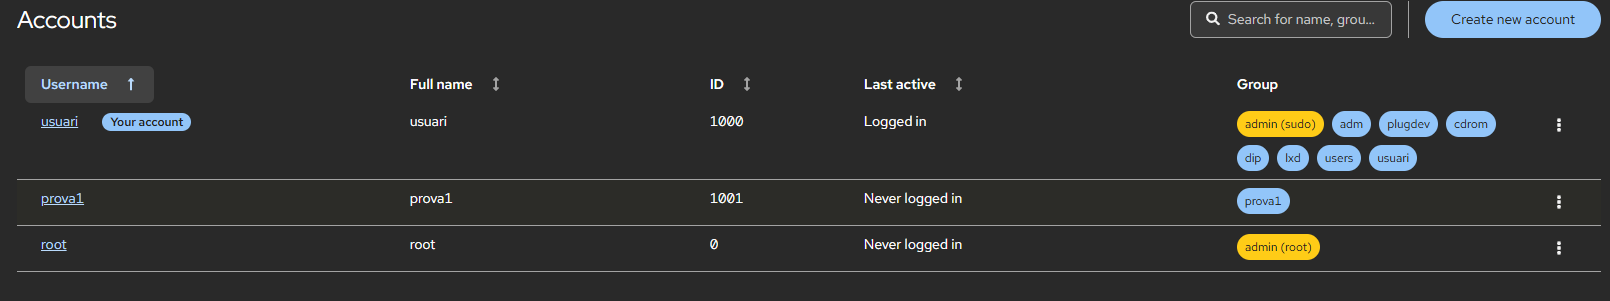 Accounts
Search for name, grou...
Create new account
Username Full name ID Last active Group
usuari Your account usuari 1000 Logged in admin (sudo) adm plugdev cdrom
dip lxd users usuari
prova1 prova1 1001 Never logged in prova1
root root 0 Never logged in admin (root)